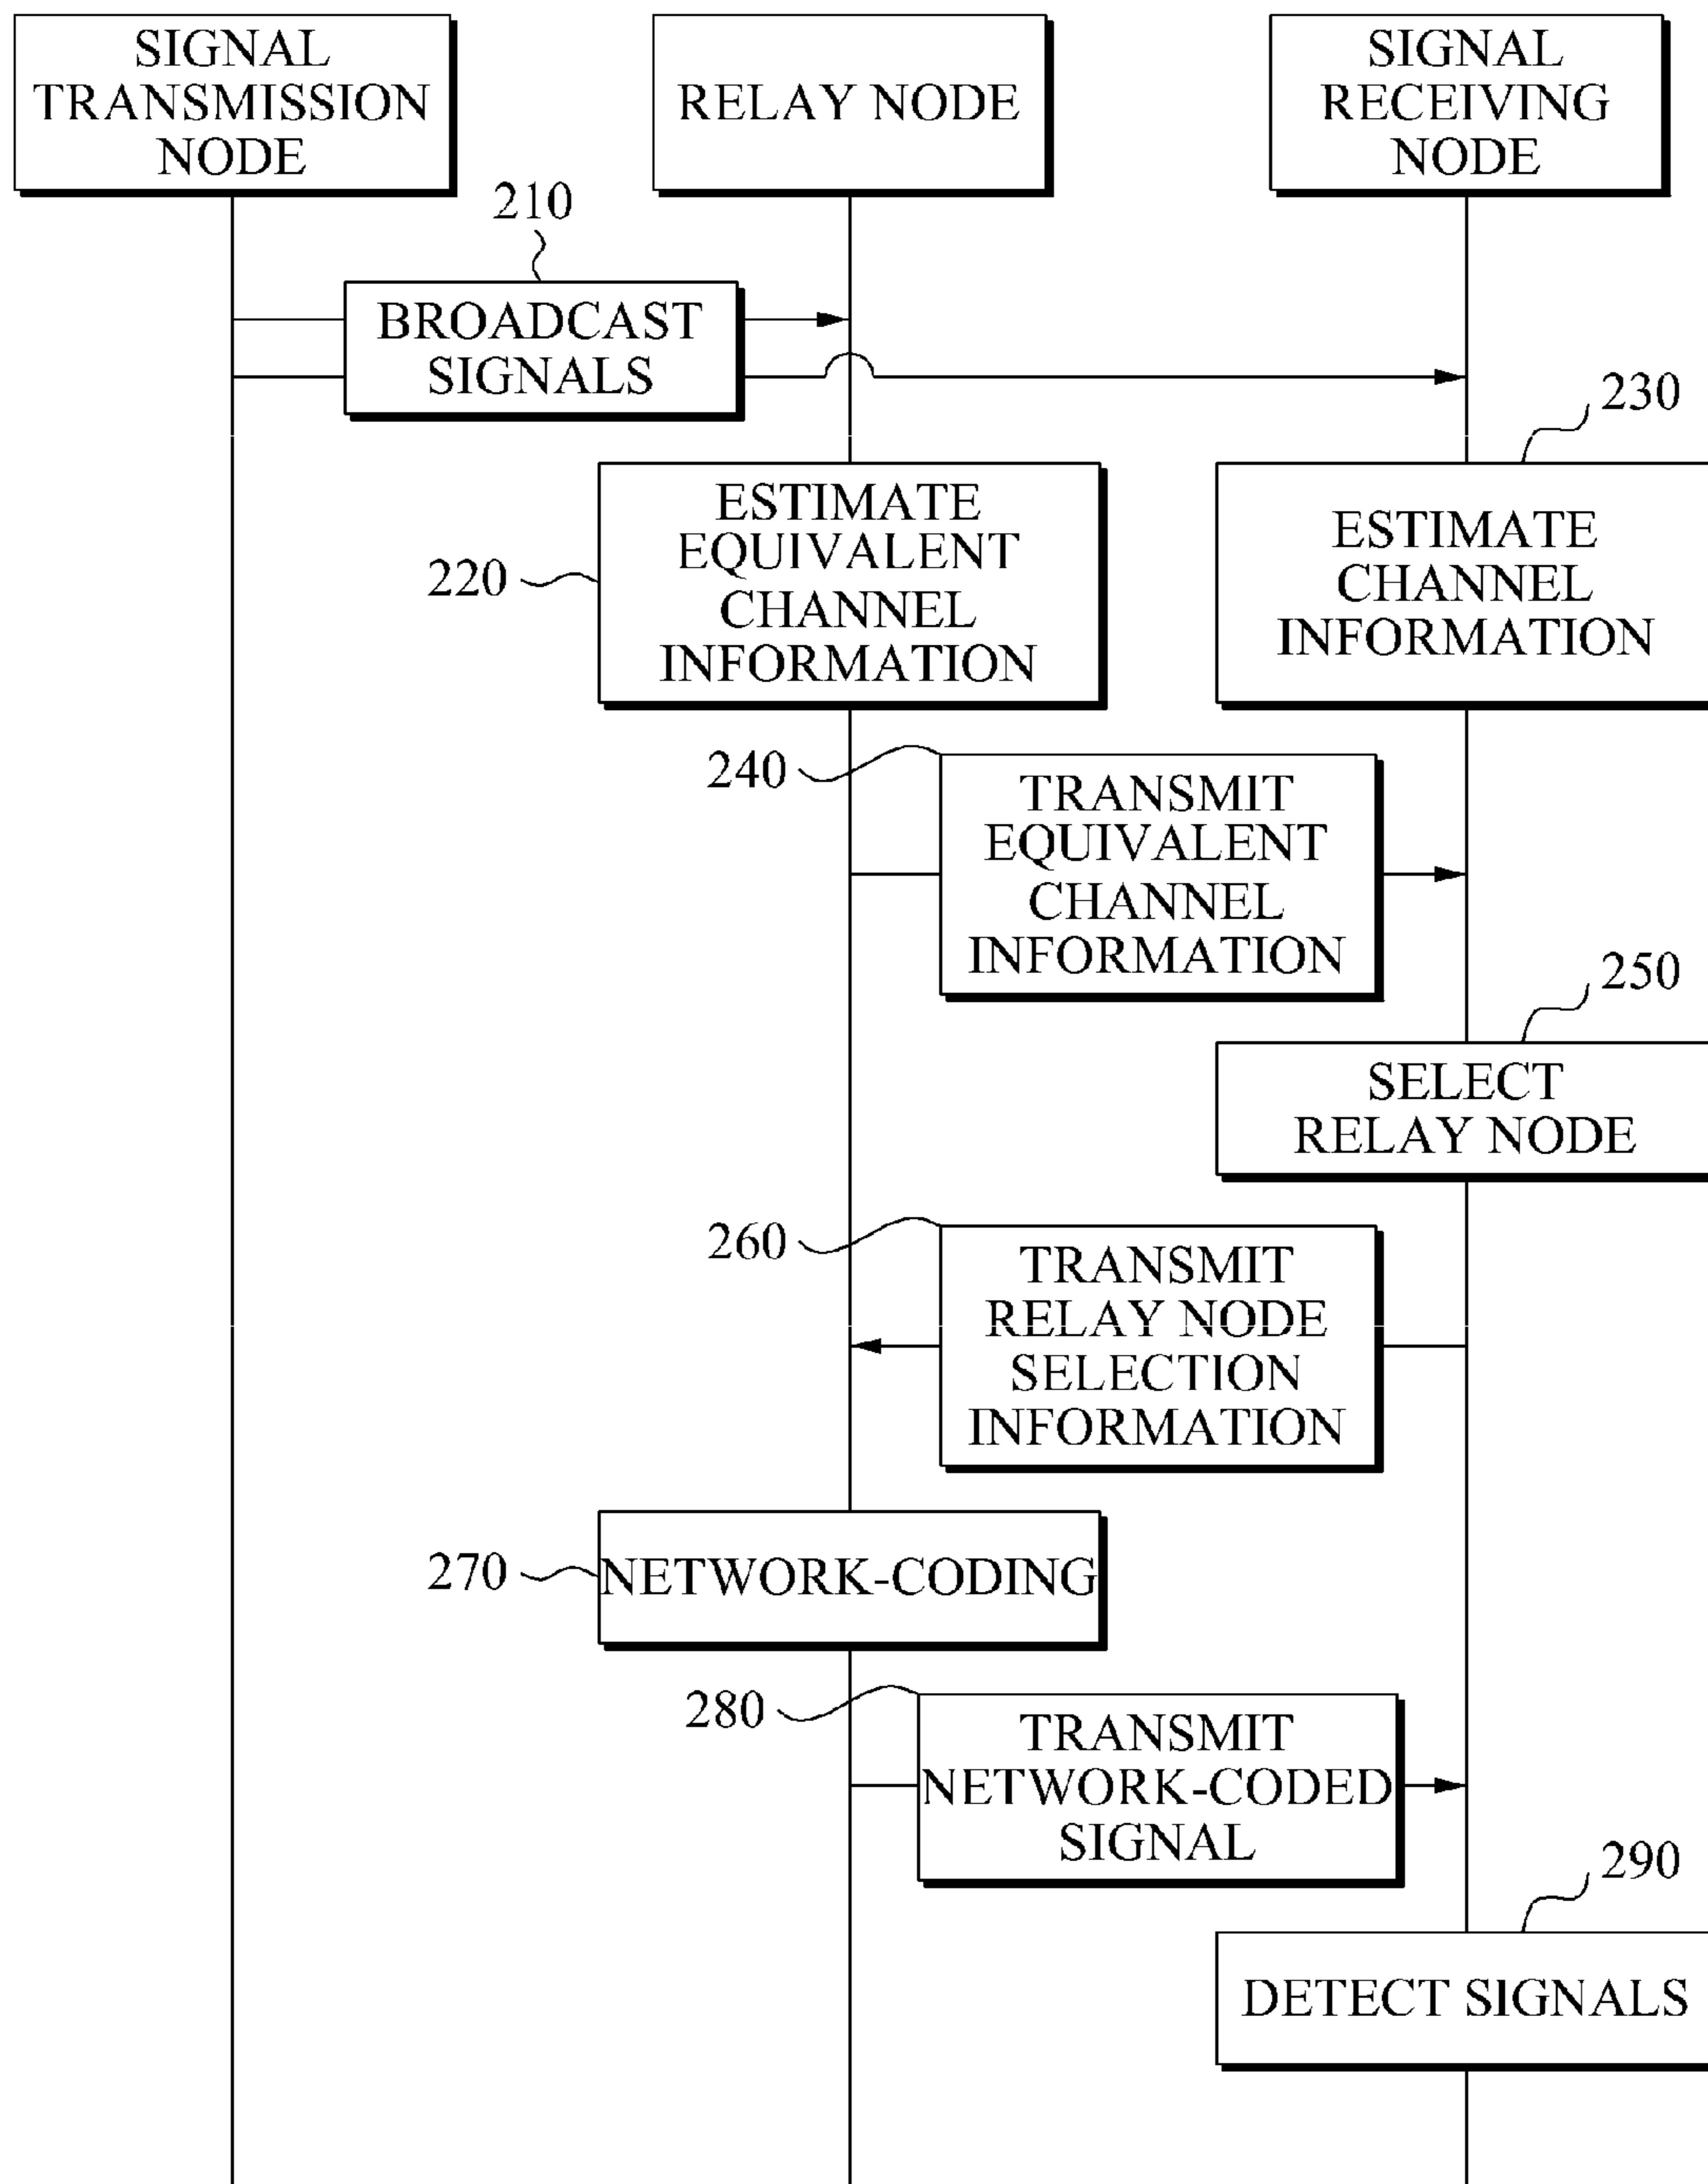 SIGNAL
TRANSMISSION
NODE
RELAY NODE
SIGNAL
RECEIVING
NODE
210
BROADCAST
SIGNALS
230
220
ESTIMATE
EQUIVALENT
CHANNEL
INFORMATION
ESTIMATE
CHANNEL
INFORMATION
240
TRANSMIT
EQUIVALENT
CHANNEL
INFORMATION
250
SELECT
RELAY NODE
260
TRANSMIT
RELAY NODE
SELECTION
INFORMATION
270
NETWORK-CODING
280
TRANSMIT
NETWORK-CODED
SIGNAL
290
DETECT SIGNALS